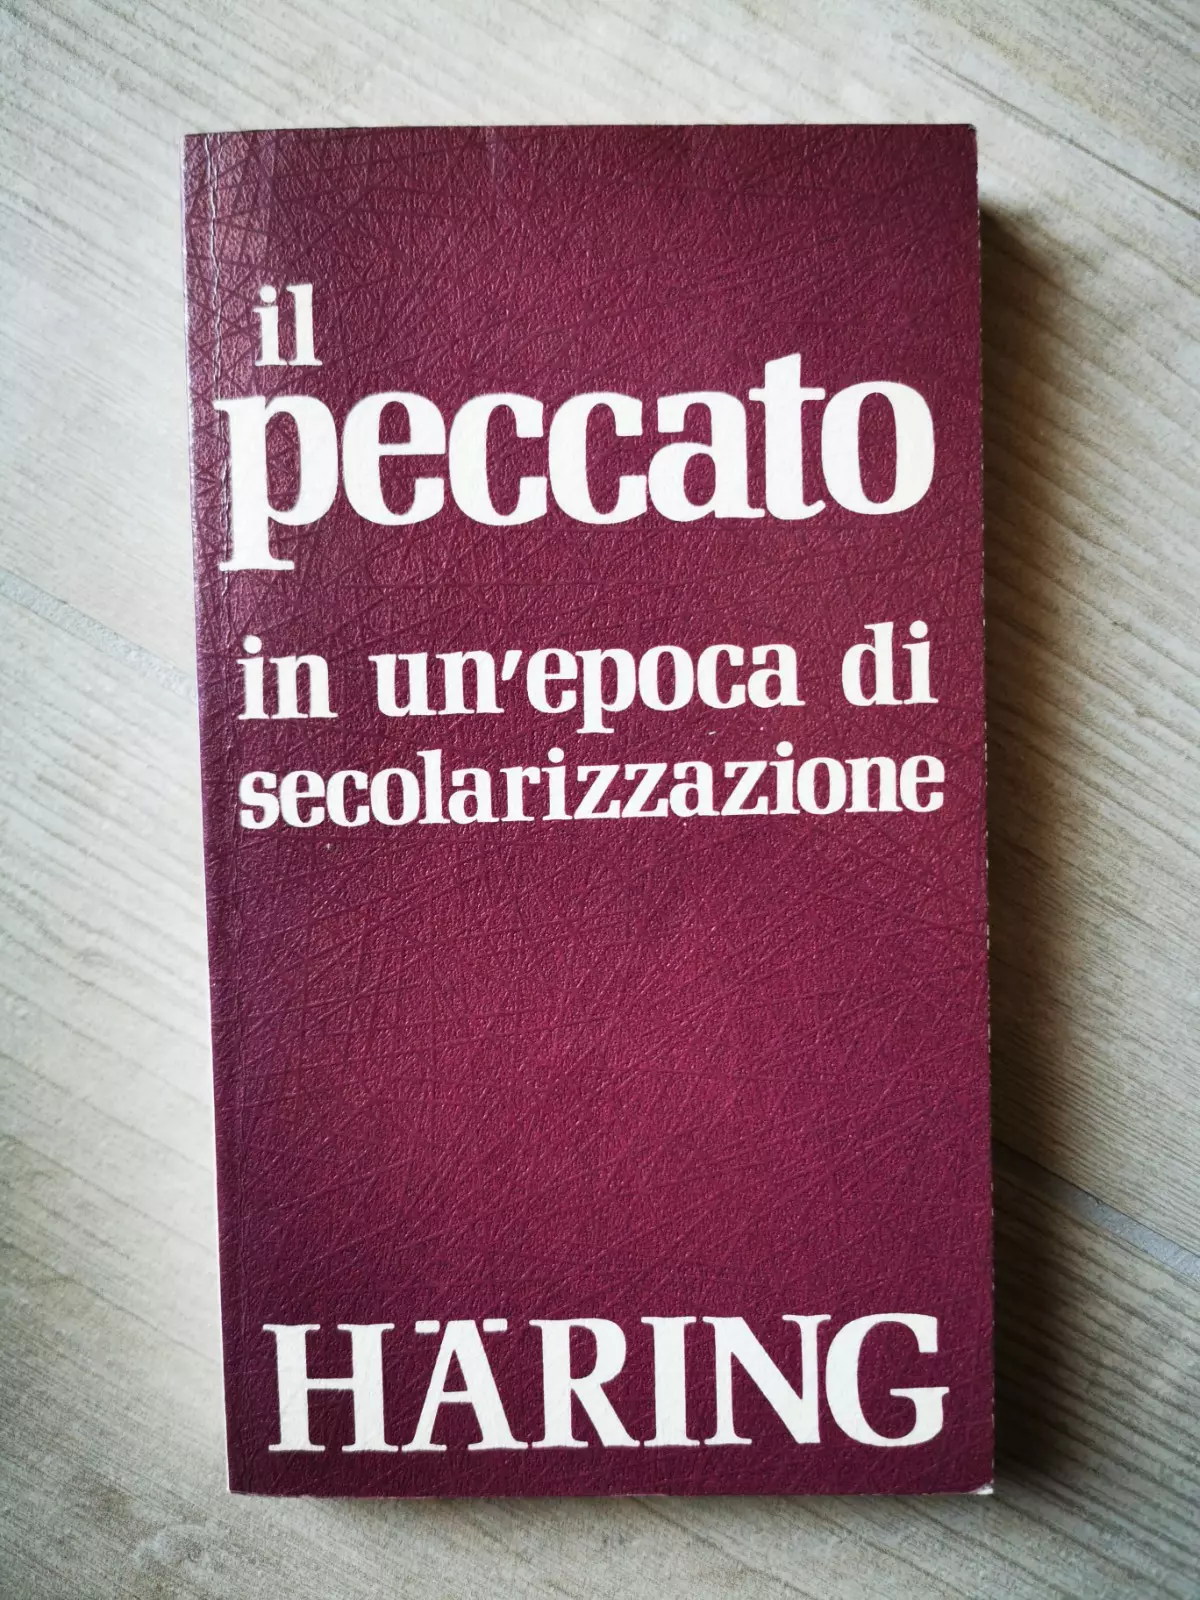 il
peccato
in un'epoca di
secolarizzazione
HÄRING